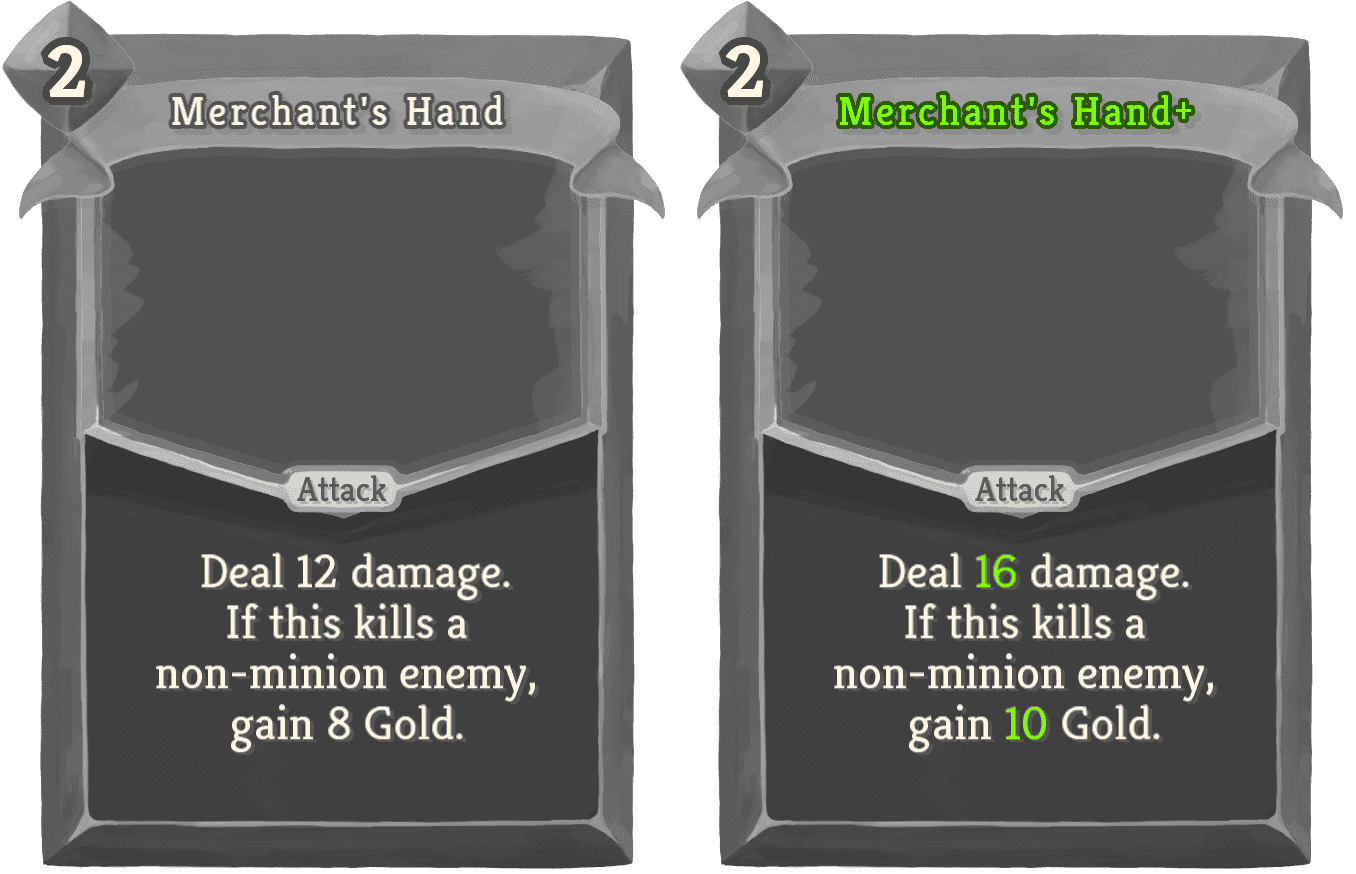 2
Merchant's Hand
Attack
Deal 12 damage.
If this kills a
non-minion enemy,
gain 8 Gold.
2
Merchant's Hand+
Attack
Deal 16 damage.
If this kills a
non-minion enemy,
gain 10 Gold.